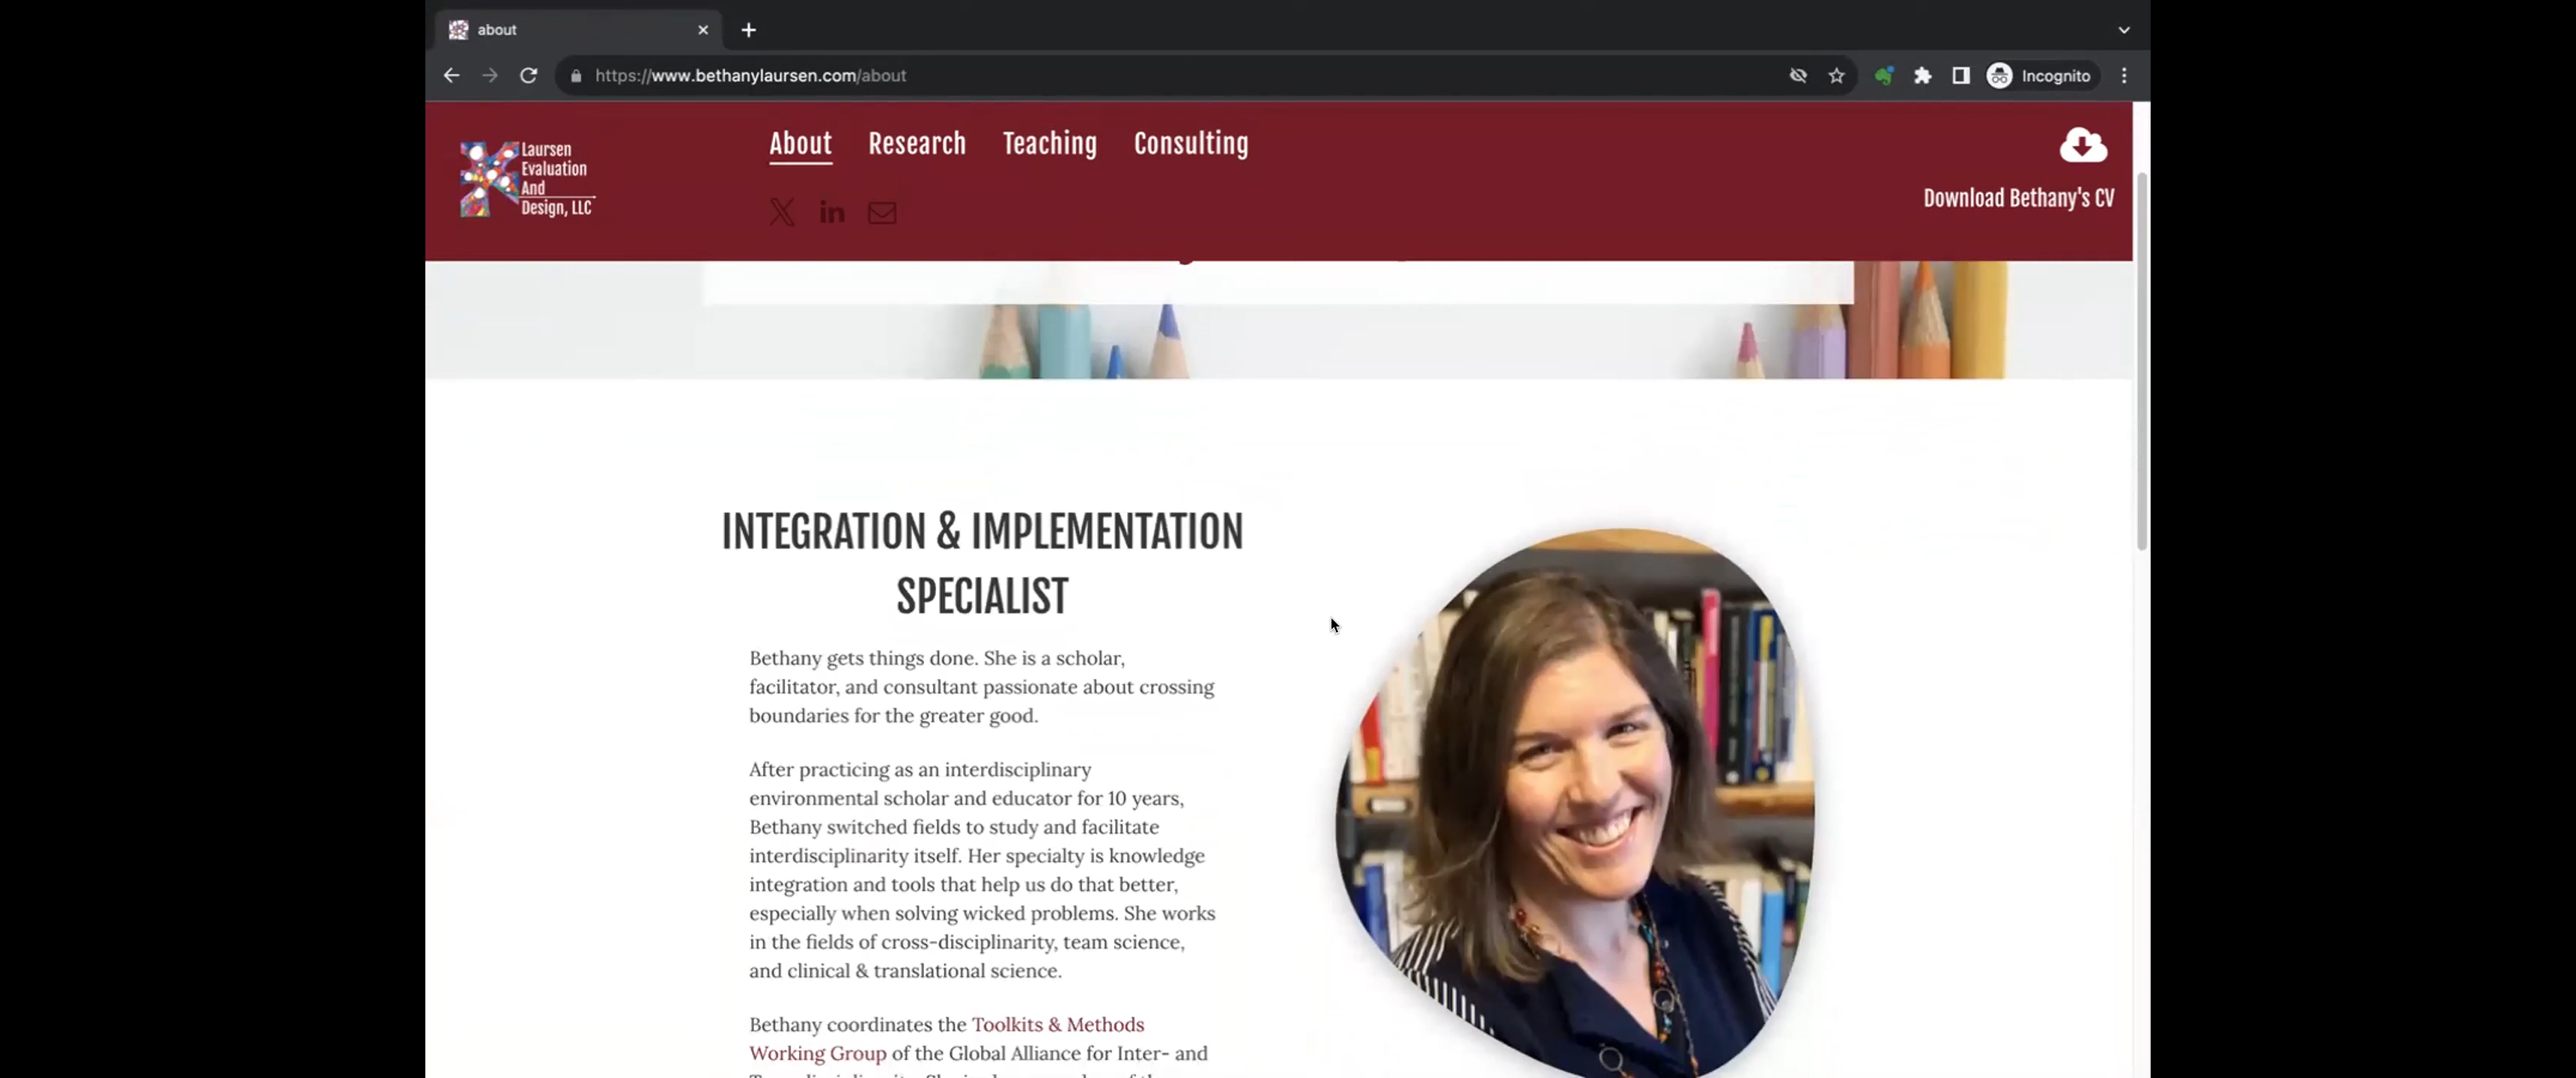 about
https://www.bethanylaursen.com/about
Incognito
Laursen
Evaluation
And
Design, LLC
About Research Teaching Consulting
Download Bethany's CV
INTEGRATION & IMPLEMENTATION
SPECIALIST
Bethany gets things done. She is a scholar,
facilitator, and consultant passionate about crossing
boundaries for the greater good.
After practicing as an interdisciplinary
environmental scholar and educator for 10 years,
Bethany switched fields to study and facilitate
interdisciplinarity itself. Her specialty is knowledge
integration and tools that help us do that better,
especially when solving wicked problems. She works
in the fields of cross-disciplinarity, team science,
and clinical & translational science.
Bethany coordinates the Toolkits & Methods
Working Group of the Global Alliance for Inter- and